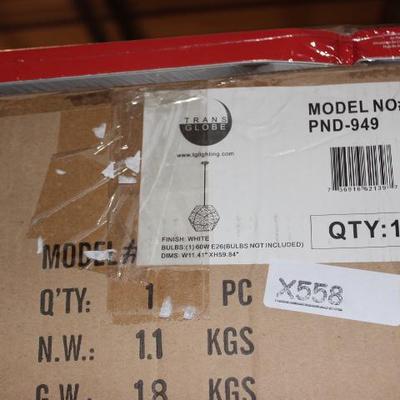 TRANS
GLOBE
www.tglighting.com
MODEL NO#
PND-949
FINISH: WHITE
BULBS: (1) 60W E26(BULBS NOT INCLUDED)
DIMS: W11.41"XH59.84"
QTY:1
MODEL#
X558
Q'TY: 1 PC
N.W.: 1.1 KGS
G.W.: 1.8 KGS